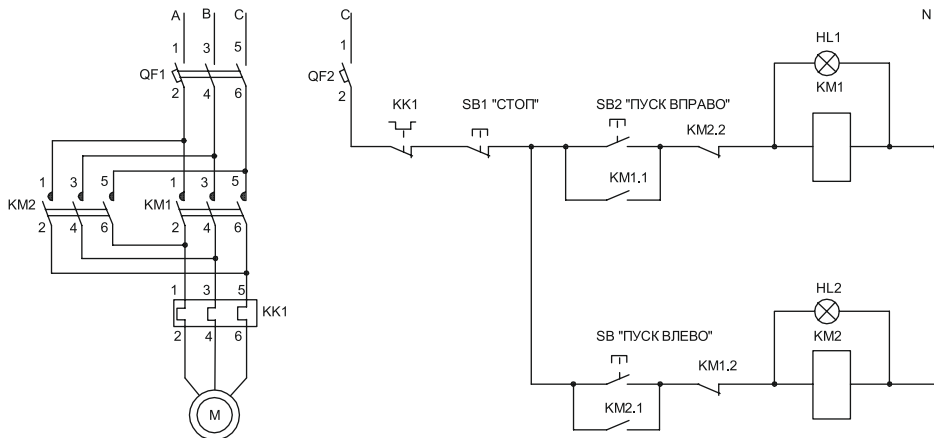 A B C
C
N
1 3 5
QF1
2 4 6
1
QF2
2
KK1
SB1 "СТОП"
SB2 "ПУСК ВПРАВО"
KM2.2
HL1
KM1
KM1.1
1 3 5
KM2
2 4 6
1 3 5
KM1
2 4 6
1 3 5
KK1
2 4 6
M
SB "ПУСК ВЛЕВО"
KM1.2
HL2
KM2
KM2.1